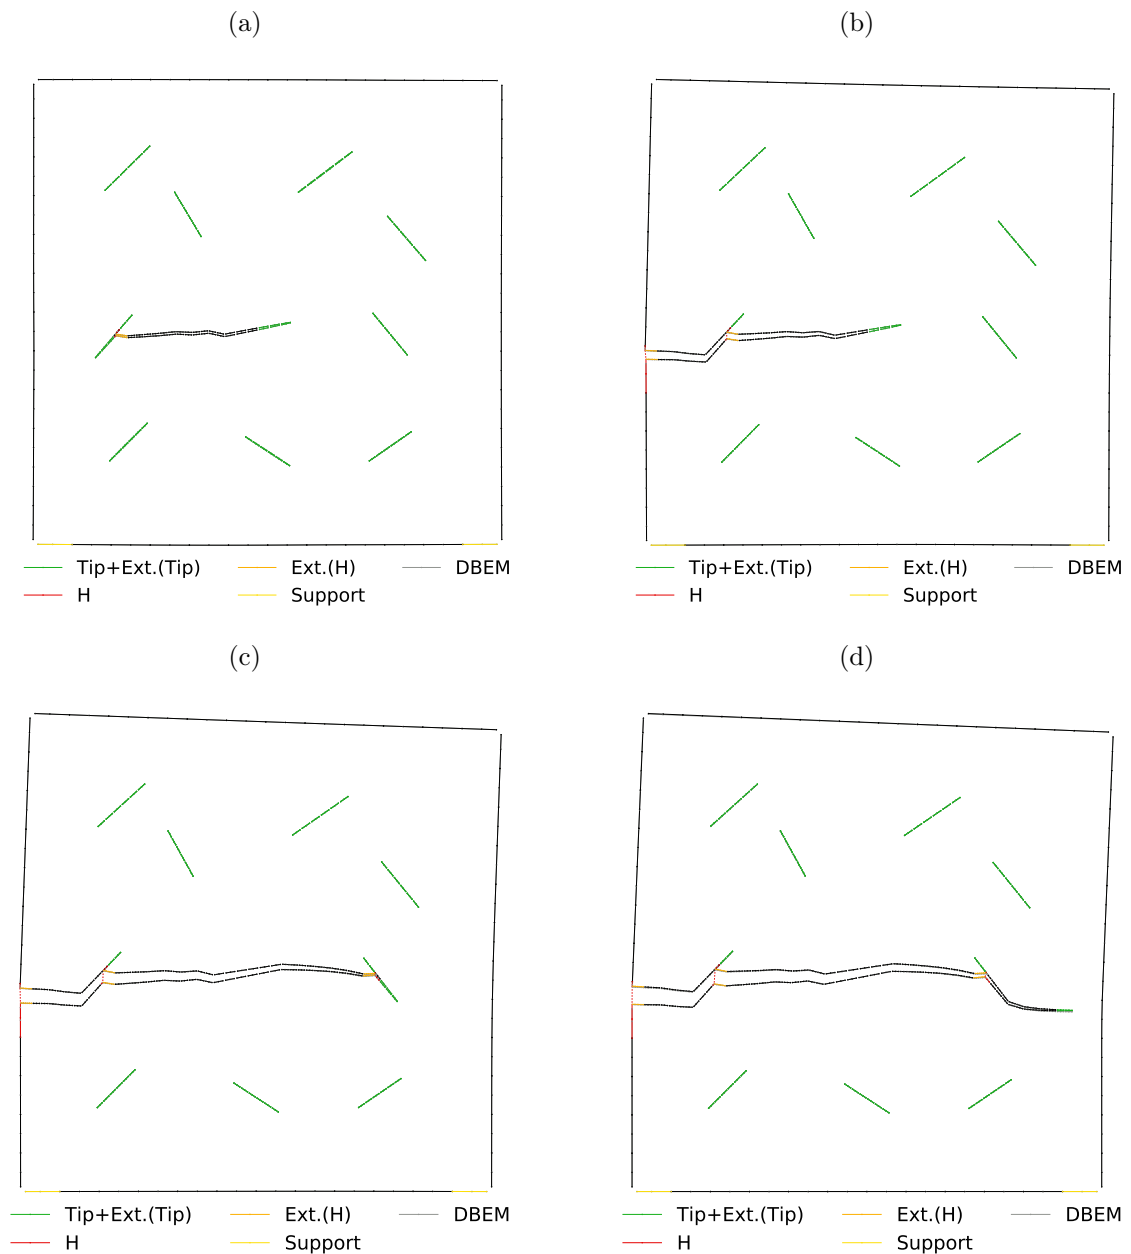 (a) (b)
Tip+Ext.(Tip) Ext.(H) DBEM Tip+Ext.(Tip) Ext.(H) DBEM
H Support H Support
(c) (d)
Tip+Ext.(Tip) Ext.(H) DBEM Tip+Ext.(Tip) Ext.(H) DBEM
H Support H Support